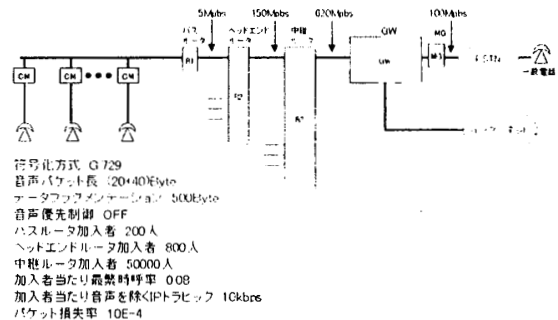 5Mbps 150Mpbs 620Mpbs 100Mpbs
バス ルータ
ヘッドエンド ルータ
中継
GW
MG
CM CM ••• CM
R1
R2
GW
MG
PSTN
一般電話
符号化方式 G.729
音声パケット長 (20+40)Byte
データフラグメンテーション 500Byte
音声優先制御 OFF
バスルータ加入者 200人
ヘッドエンドルータ加入者 800人
中継ルータ加入者 50000人
加入者当たり最繁時呼率 0.08
加入者当たり音声を除くIPトラヒック 10kbps
パケット損失率 10E-4